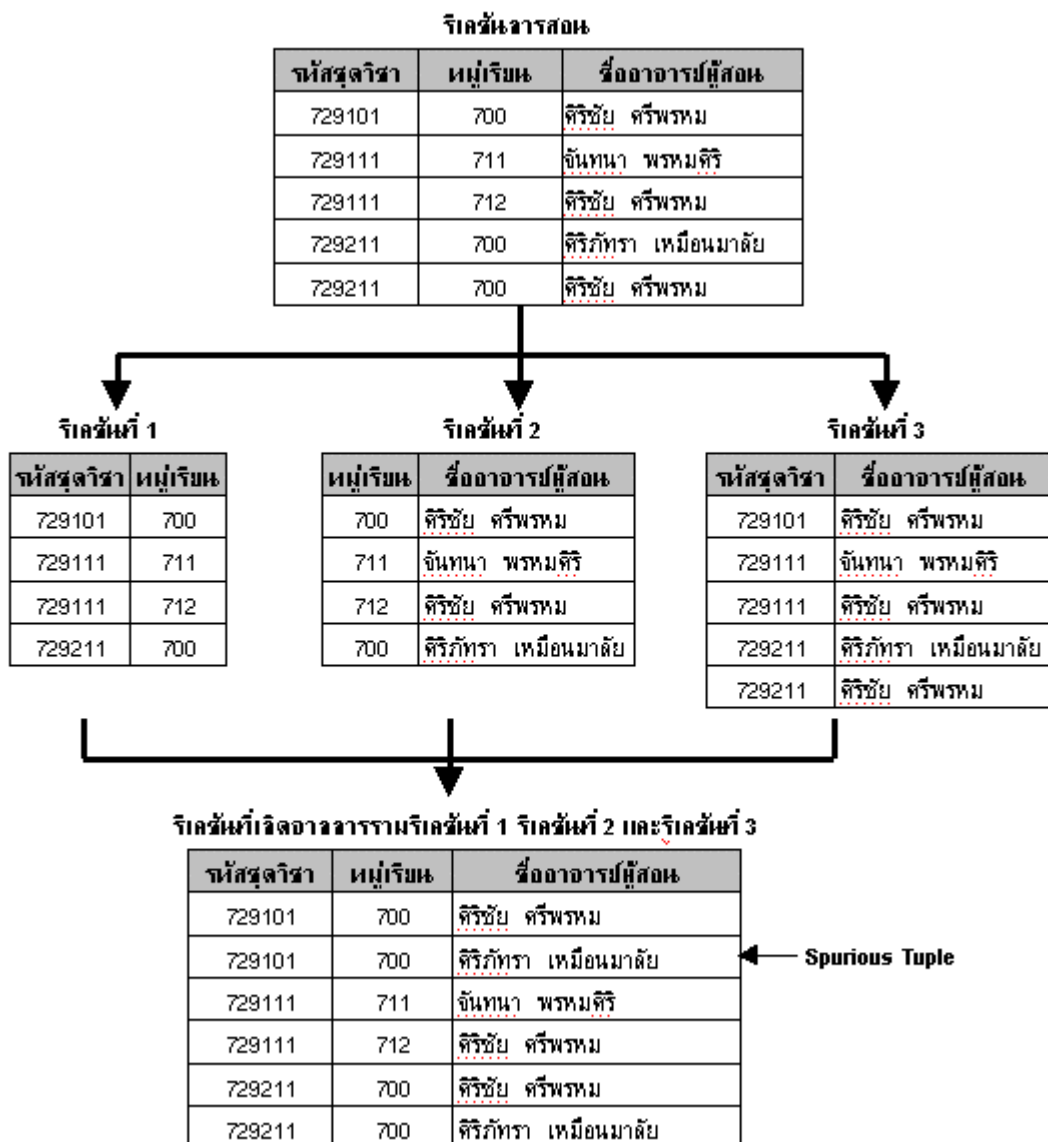 รีเลชันการสอน
รหัสชุดวิชา หมู่เรียน ชื่ออาจารย์ผู้สอน
729101 700 ศิริชัย ศรีพรหม
729111 711 จันทนา พรหมศิริ
729111 712 ศิริชัย ศรีพรหม
729211 700 ศิริภัทรา เหมือนมาลัย
729211 700 ศิริชัย ศรีพรหม
รีเลชันที่ 1
รหัสชุดวิชา หมู่เรียน
729101 700
729111 711
729111 712
729211 700
รีเลชันที่ 2
หมู่เรียน ชื่ออาจารย์ผู้สอน
700 ศิริชัย ศรีพรหม
711 จันทนา พรหมศิริ
712 ศิริชัย ศรีพรหม
700 ศิริภัทรา เหมือนมาลัย
รีเลชันที่ 3
รหัสชุดวิชา ชื่ออาจารย์ผู้สอน
729101 ศิริชัย ศรีพรหม
729111 จันทนา พรหมศิริ
729111 ศิริชัย ศรีพรหม
729211 ศิริภัทรา เหมือนมาลัย
729211 ศิริชัย ศรีพรหม
รีเลชันที่เกิดจากการรวมรีเลชันที่ 1 รีเลชันที่ 2 และรีเลชันที่ 3
รหัสชุดวิชา หมู่เรียน ชื่ออาจารย์ผู้สอน
729101 700 ศิริชัย ศรีพรหม
729101 700 ศิริภัทรา เหมือนมาลัย Spurious Tuple
729111 711 จันทนา พรหมศิริ
729111 712 ศิริชัย ศรีพรหม
729211 700 ศิริชัย ศรีพรหม
729211 700 ศิริภัทรา เหมือนมาลัย